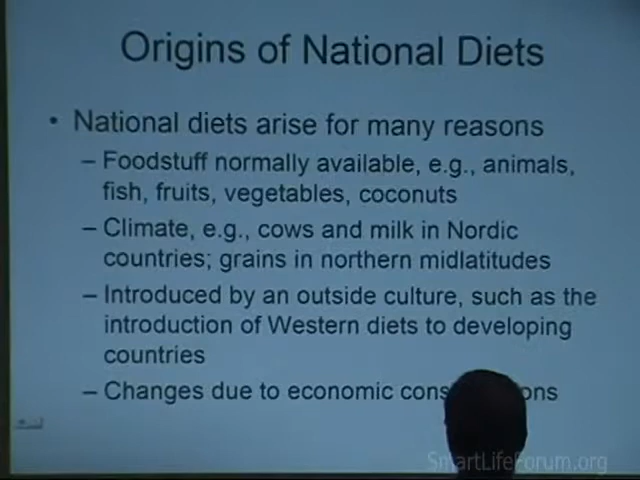 Origins of National Diets
• National diets arise for many reasons
– Foodstuff normally available, e.g., animals,
fish, fruits, vegetables, coconuts
– Climate, e.g., cows and milk in Nordic
countries; grains in northern midlatitudes
– Introduced by an outside culture, such as the
introduction of Western diets to developing
countries
– Changes due to economic
SmartLifeForum.org